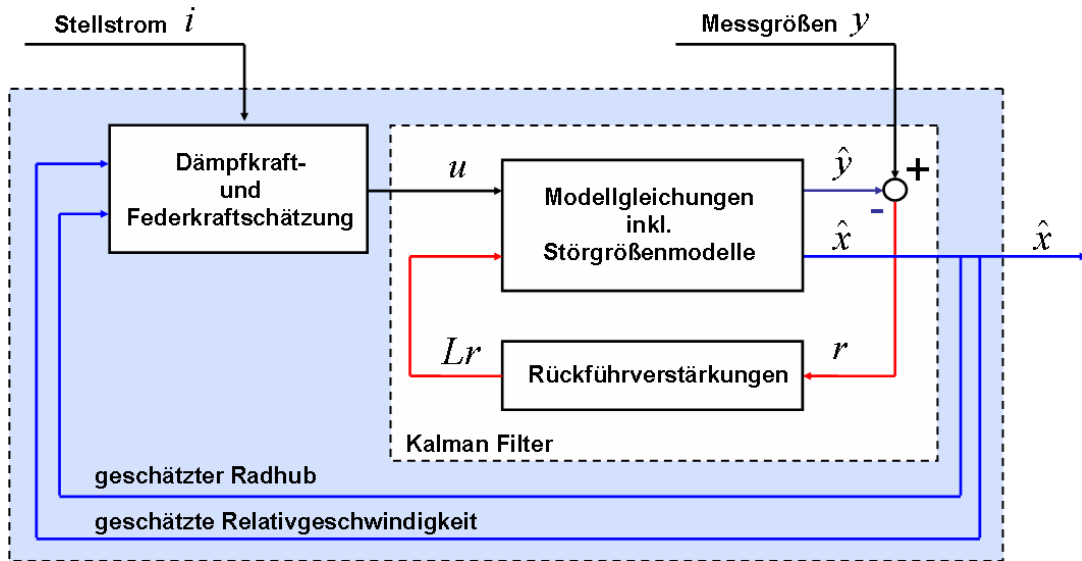 Stellstrom i
Messgrößen y
Dämpfkraft-
und
Federkraftschätzung
u
Modellgleichungen
inkl.
Störgrößenmodelle
ŷ
+
-
x̂
x̂
Lr
Rückführverstärkungen
r
Kalman Filter
geschätzter Radhub
geschätzte Relativgeschwindigkeit